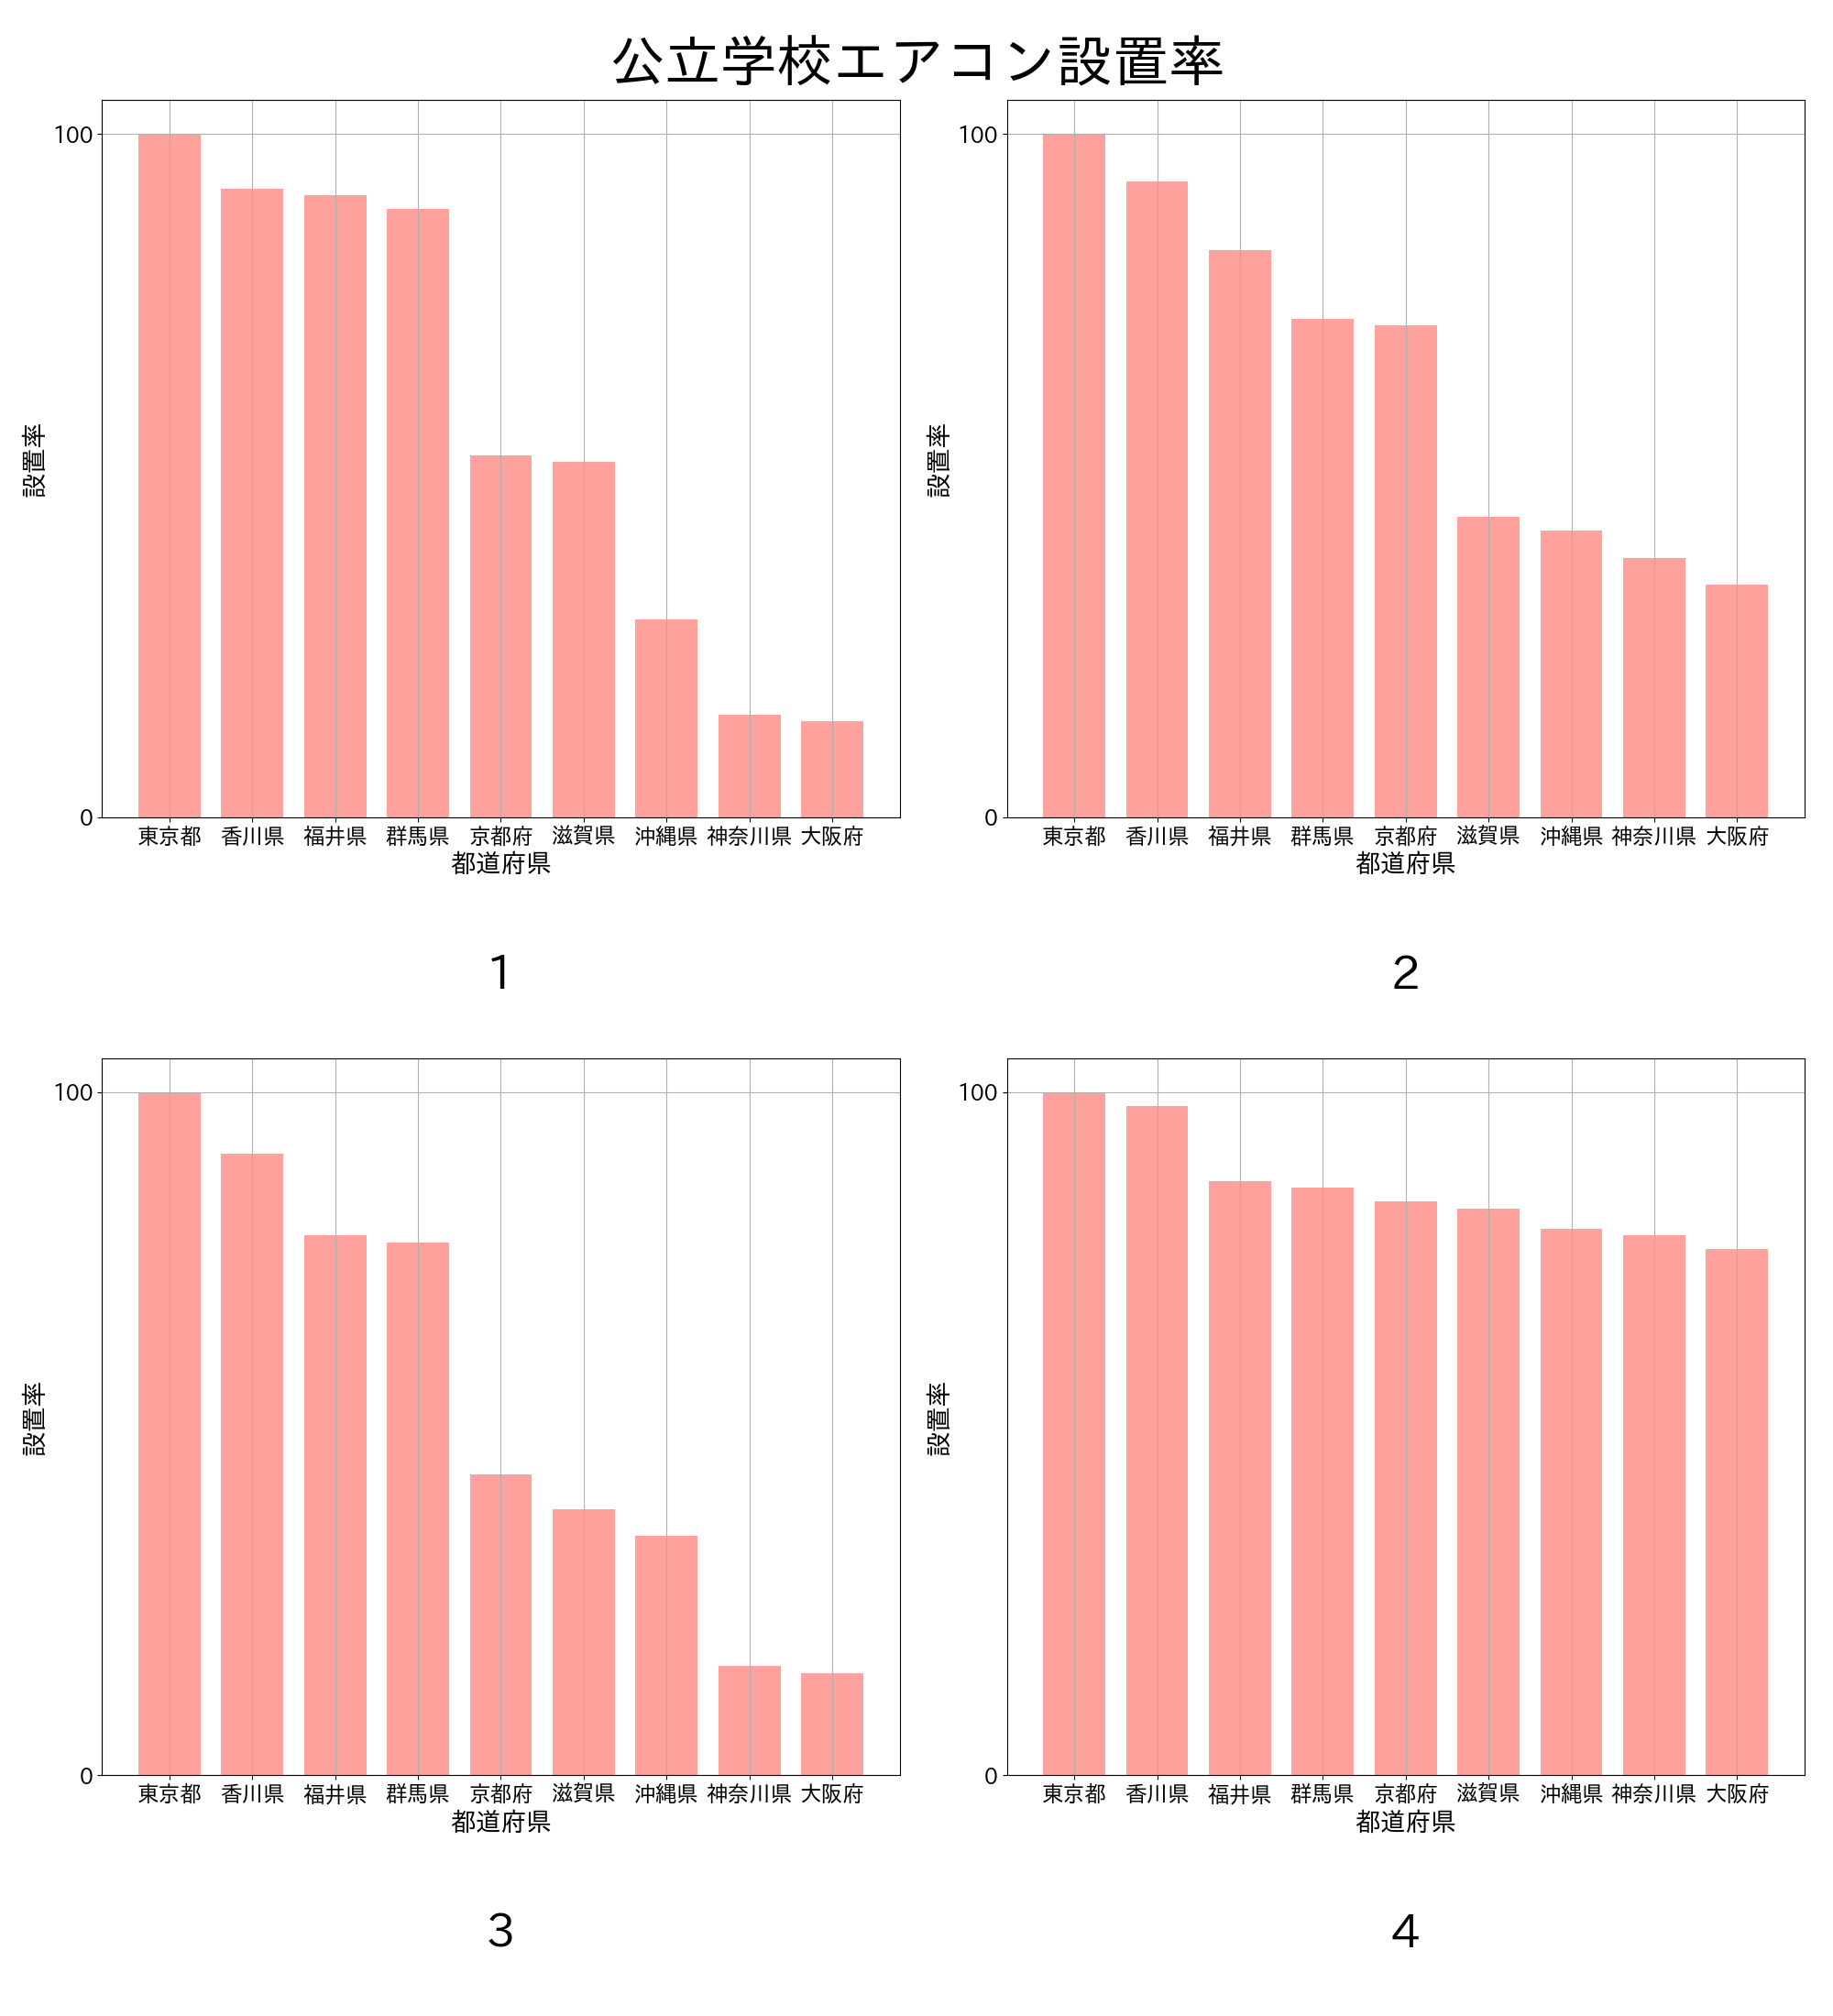 公立学校エアコン設置率
100
0
設置率
東京都 香川県 福井県 群馬県 京都府 滋賀県 沖縄県 神奈川県 大阪府
都道府県
1
100
0
設置率
東京都 香川県 福井県 群馬県 京都府 滋賀県 沖縄県 神奈川県 大阪府
都道府県
2
100
0
設置率
東京都 香川県 福井県 群馬県 京都府 滋賀県 沖縄県 神奈川県 大阪府
都道府県
3
100
0
設置率
東京都 香川県 福井県 群馬県 京都府 滋賀県 沖縄県 神奈川県 大阪府
都道府県
4